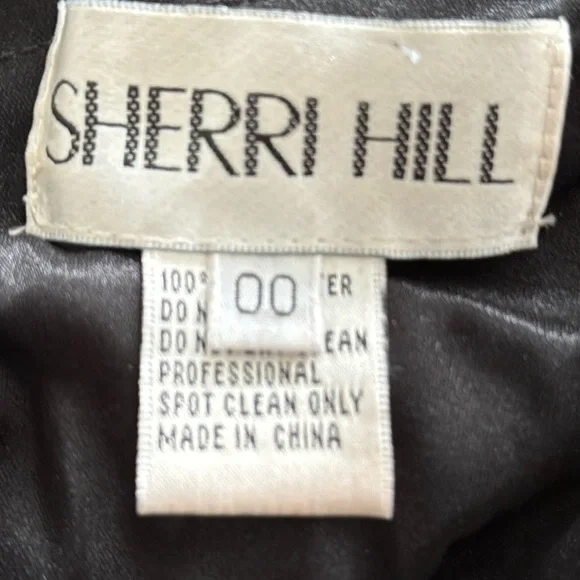 SHERRI HILL
00
100% ER
DO N
DO N EAN
PROFESSIONAL
SPOT CLEAN ONLY
MADE IN CHINA